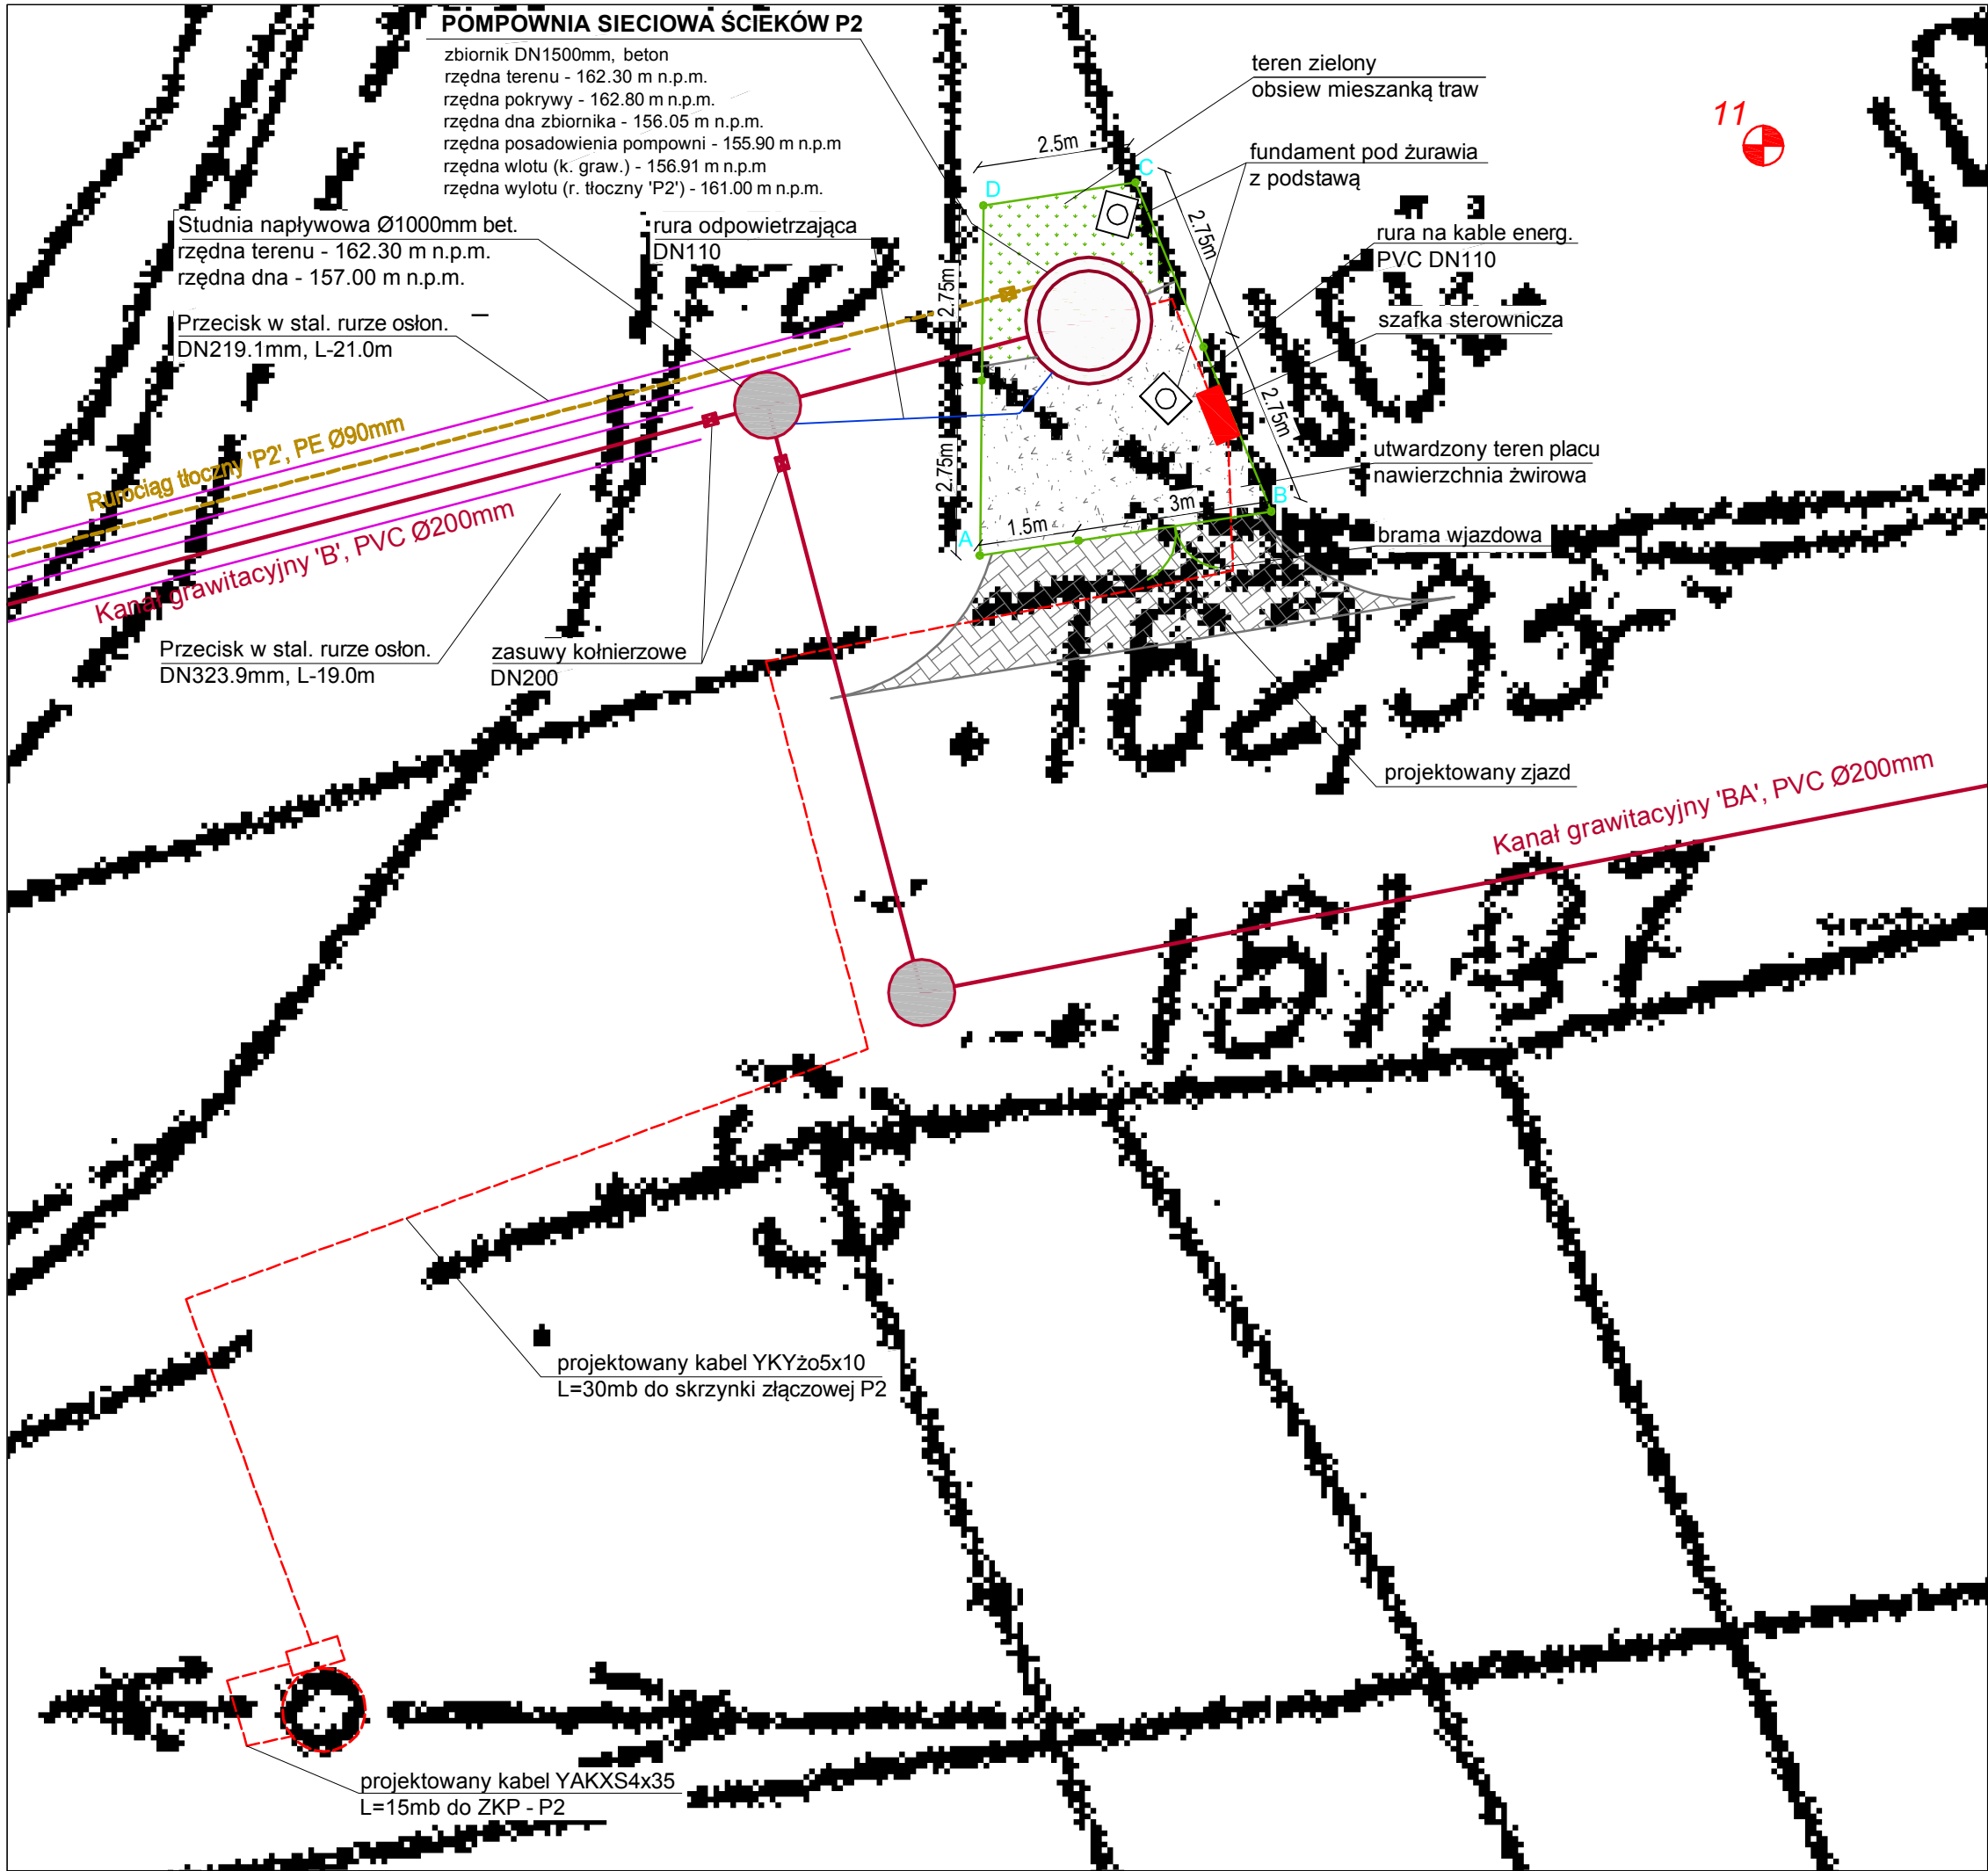 POMPOWNIA SIECIOWA ŚCIEKÓW P2
zbiornik DN1500mm, beton
rzędna terenu - 162.30 m n.p.m.
rzędna pokrywy - 162.80 m n.p.m.
rzędna dna zbiornika - 156.05 m n.p.m.
rzędna posadowienia pompowni - 155.90 m n.p.m
rzędna wlotu (k. graw.) - 156.91 m n.p.m
rzędna wylotu (r. tłoczny 'P2') - 161.00 m n.p.m.
teren zielony
obsiew mieszanką traw
11
2.5m
fundament pod żurawia
z podstawą
C
D
Studnia napływowa Ø1000mm bet.
rzędna terenu - 162.30 m n.p.m.
rzędna dna - 157.00 m n.p.m.
rura odpowietrzająca
DN110
2.75m
rura na kable energ.
PVC DN110
2.75m
szafka sterownicza
Przecisk w stal. rurze osłon.
DN219.1mm, L-21.0m
2.75m
2.75m
utwardzony teren placu
nawierzchnia żwirowa
Rurociąg tłoczny 'P2', PE Ø90mm
Kanał grawitacyjny 'B', PVC Ø200mm
B
3m
1.5m
A
brama wjazdowa
Przecisk w stal. rurze osłon.
DN323.9mm, L-19.0m
zasuwy kołnierzowe
DN200
102,33
projektowany zjazd
Kanał grawitacyjny 'BA', PVC Ø200mm
161,97
projektowany kabel YKYżo5x10
L=30mb do skrzynki złączowej P2
projektowany kabel YAKXS4x35
L=15mb do ZKP - P2